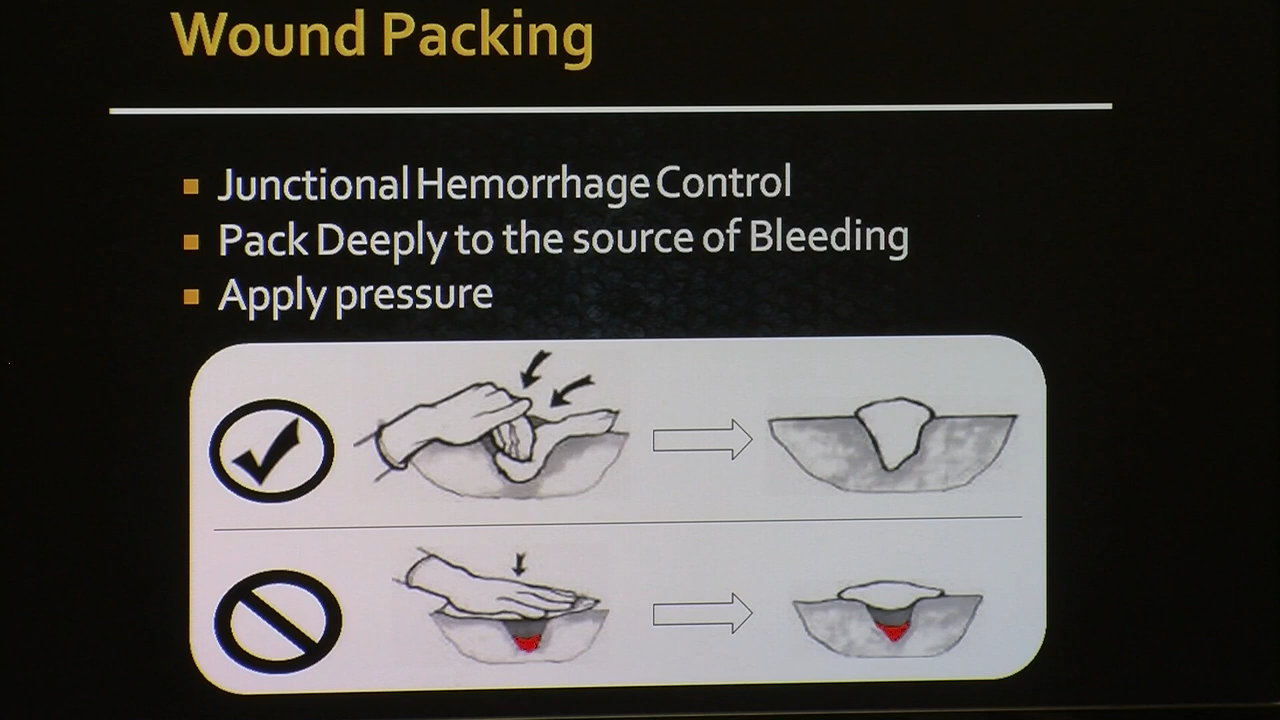 Wound Packing
Junctional Hemorrhage Control
Pack Deeply to the source of Bleeding
Apply pressure